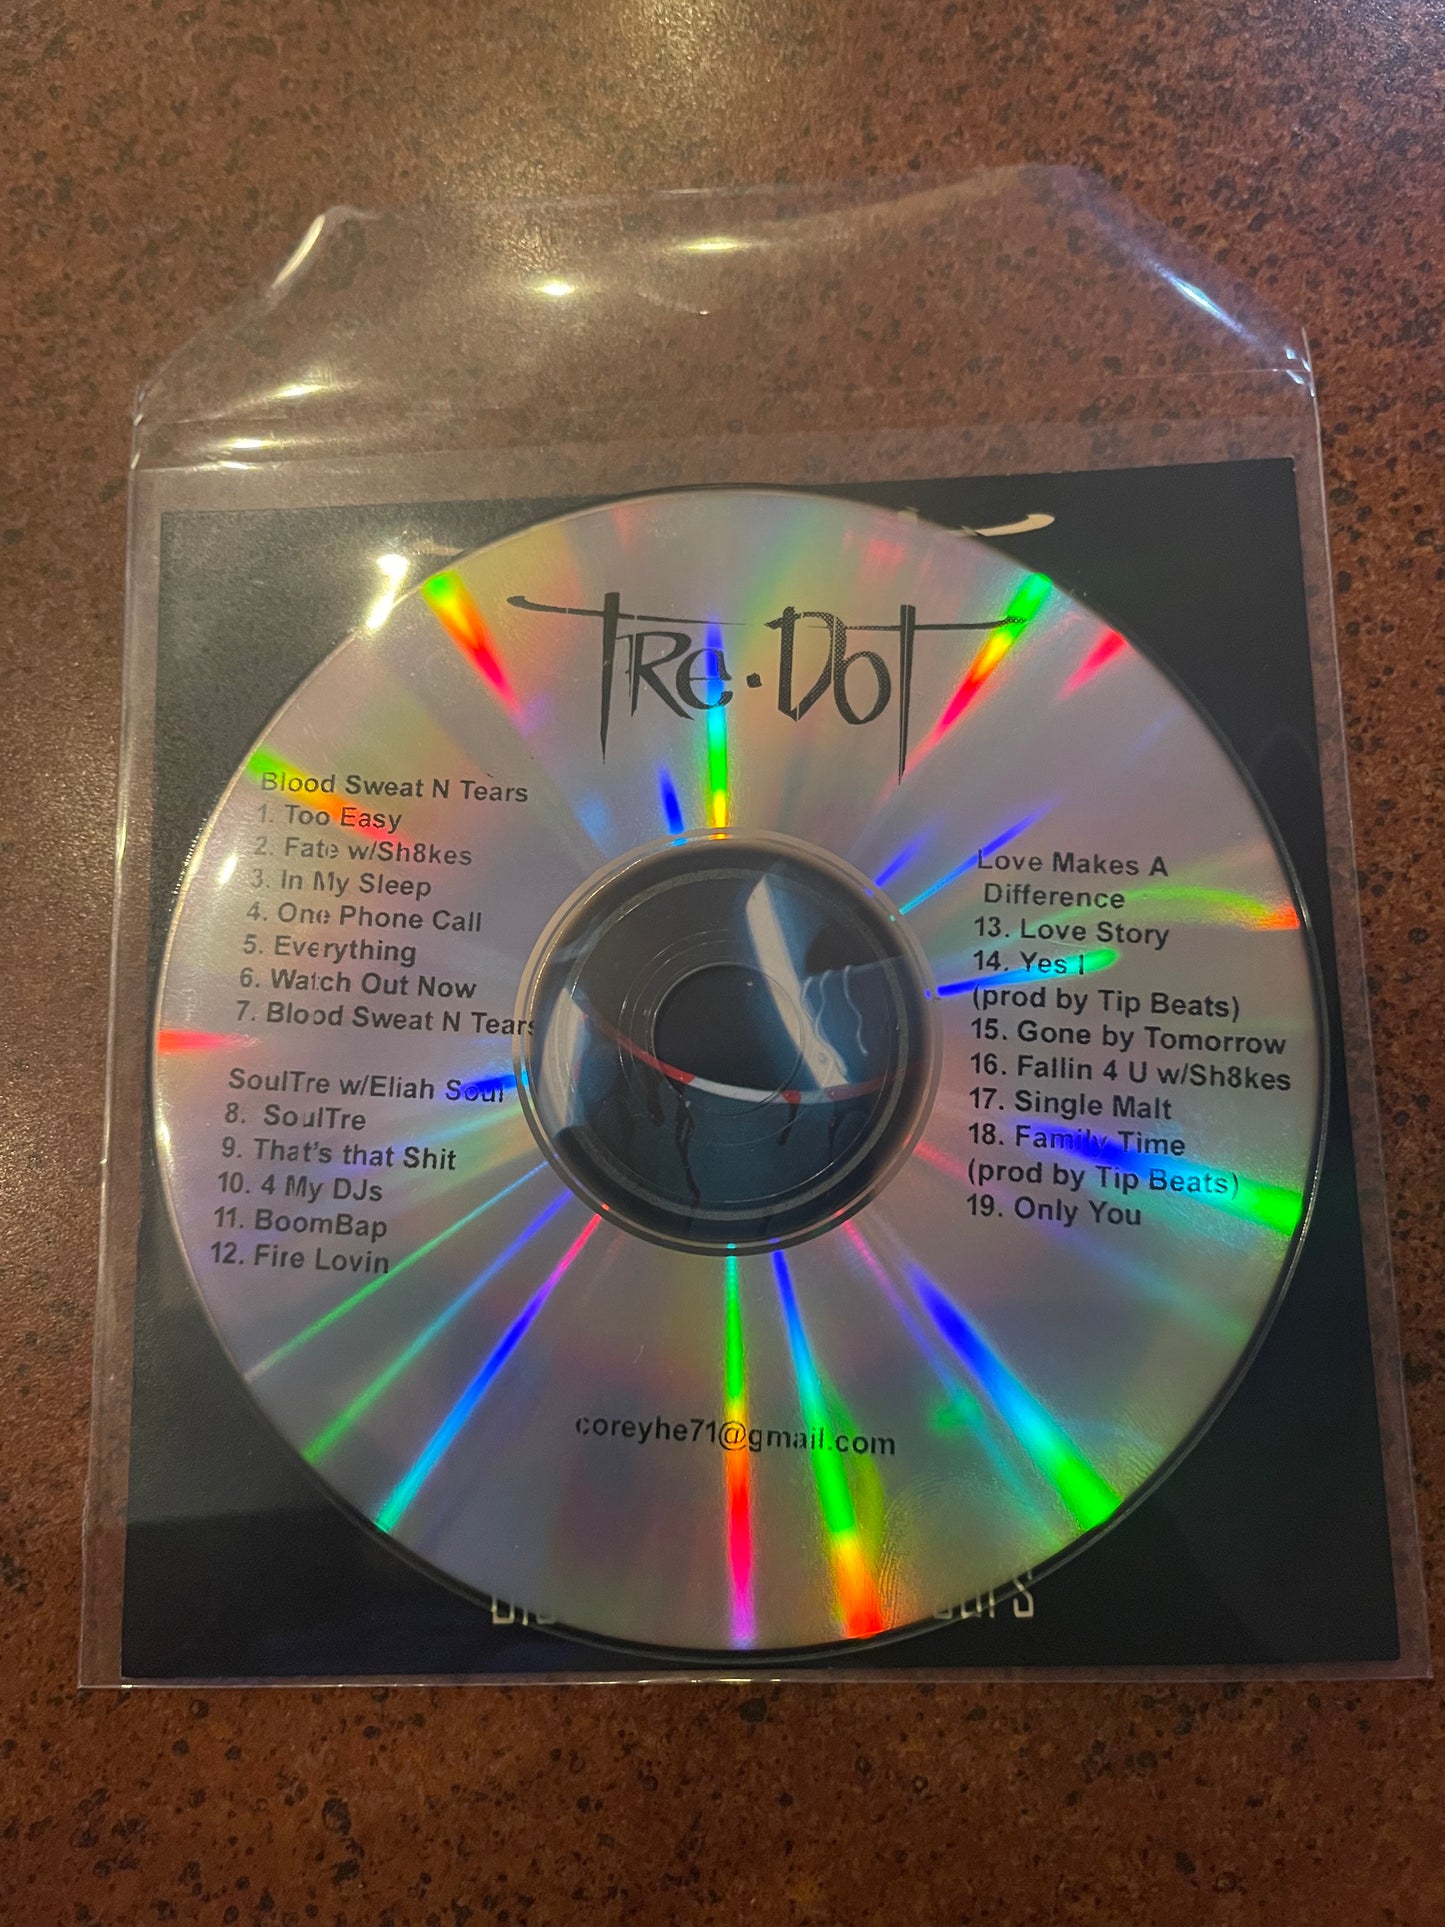 Tre·Dot
Blood Sweat N Tears
1. Too Easy
2. Fate w/Sh8kes
3. In My Sleep
4. One Phone Call
5. Everything
6. Watch Out Now
7. Blood Sweat N Tears
SoulTre w/Eliah Soul
8. SoulTre
9. That's that Shit
10. 4 My DJs
11. BoomBap
12. Fire Lovin
Love Makes A
Difference
13. Love Story
14. Yes I
(prod by Tip Beats)
15. Gone by Tomorrow
16. Fallin 4 U w/Sh8kes
17. Single Malt
18. Family Time
(prod by Tip Beats)
19. Only You
coreyhe71@gmail.com